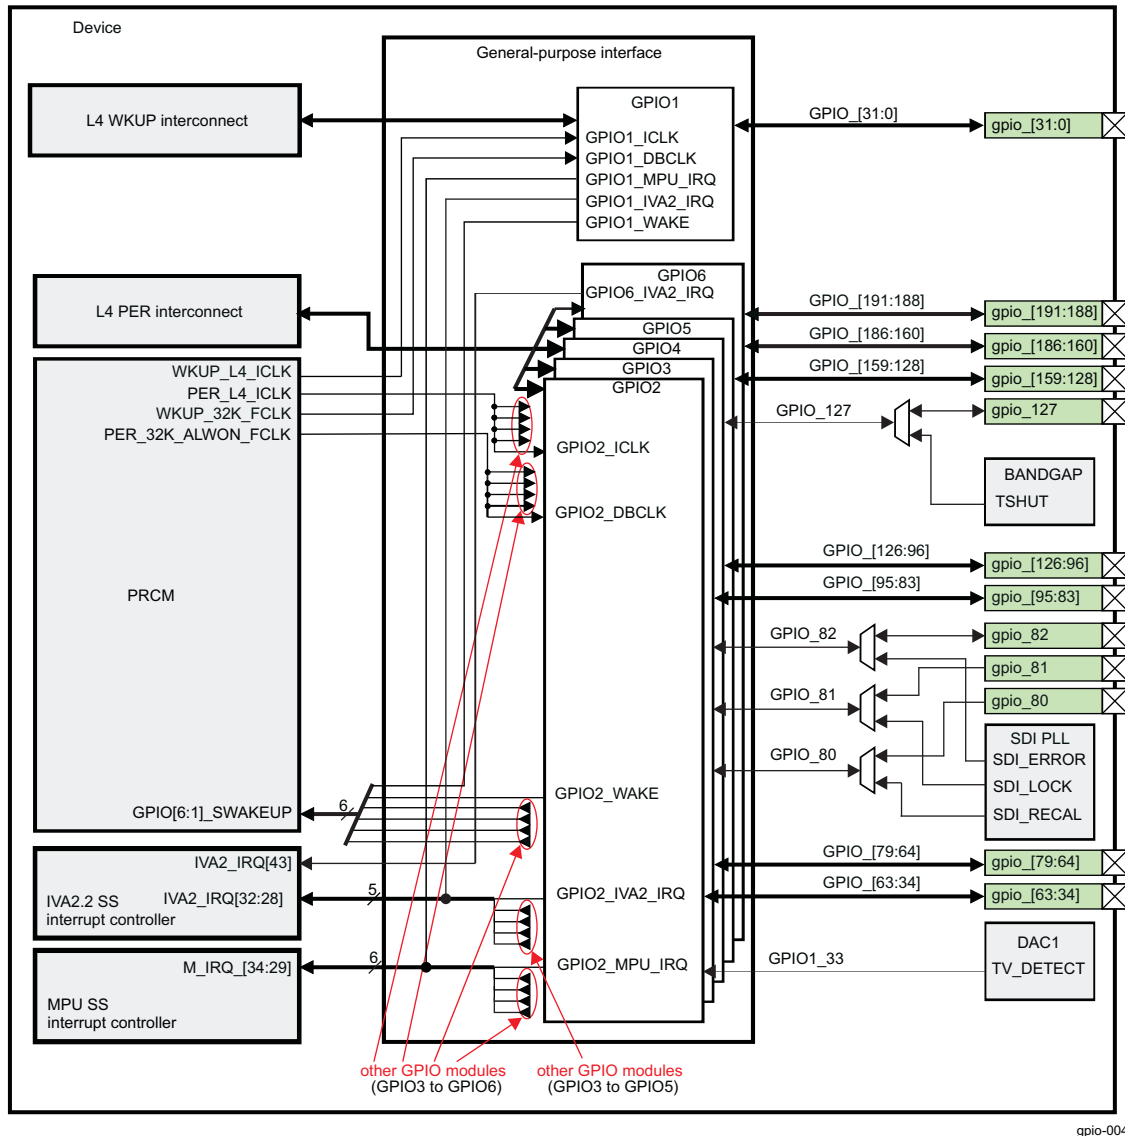 Device
General-purpose interface
L4 WKUP interconnect
GPIO1
GPIO1_ICLK
GPIO1_DBCLK
GPIO1_MPU_IRQ
GPIO1_IVA2_IRQ
GPIO1_WAKE
GPIO_[31:0]
gpio_[31:0]
L4 PER interconnect
GPIO6
GPIO6_IVA2_IRQ
GPIO5
GPIO4
GPIO3
GPIO2
GPIO_[191:188]
gpio_[191:188]
GPIO_[186:160]
gpio_[186:160]
GPIO_[159:128]
gpio_[159:128]
GPIO_127
gpio_127
BANDGAP
TSHUT
WKUP_L4_ICLK
PER_L4_ICLK
WKUP_32K_FCLK
PER_32K_ALWON_FCLK
PRCM
GPIO[6:1]_SWAKEUP
6
GPIO2_ICLK
GPIO2_DBCLK
GPIO2_WAKE
GPIO2_IVA2_IRQ
GPIO2_MPU_IRQ
GPIO_[126:96]
gpio_[126:96]
GPIO_[95:83]
gpio_[95:83]
GPIO_82
gpio_82
GPIO_81
gpio_81
GPIO_80
gpio_80
SDI PLL
SDI_ERROR
SDI_LOCK
SDI_RECAL
GPIO_[79:64]
gpio_[79:64]
GPIO_[63:34]
gpio_[63:34]
GPIO1_33
DAC1
TV_DETECT
IVA2_IRQ[43]
IVA2_IRQ[32:28]
5
IVA2.2 SS
interrupt controller
M_IRQ_[34:29]
6
MPU SS
interrupt controller
other GPIO modules
(GPIO3 to GPIO6)
other GPIO modules
(GPIO3 to GPIO5)
gpio-004